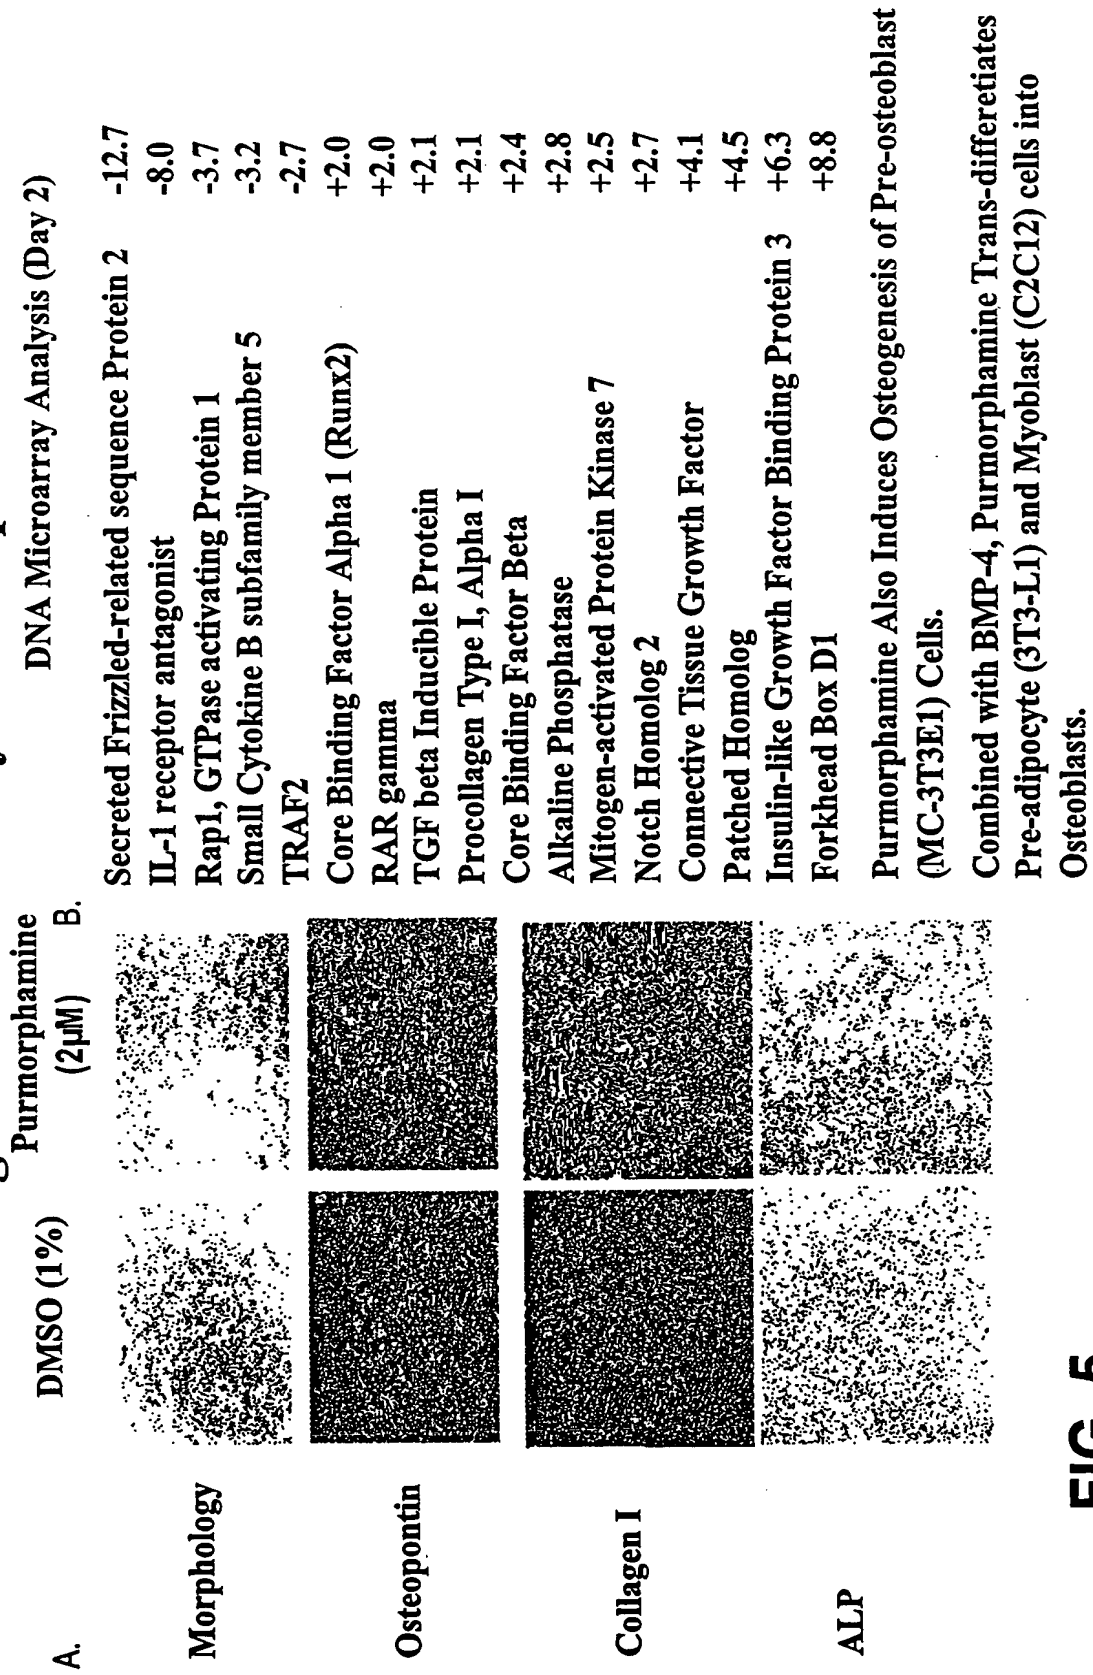 Purmorphamine
DMSO (1%)
(2µM)
A.
Morphology
Osteopontin
Collagen I
ALP
B.
DNA Microarray Analysis (Day 2)
Secreted Frizzled-related sequence Protein 2 -12.7
IL-1 receptor antagonist -8.0
Rap1, GTPase activating Protein 1 -3.7
Small Cytokine B subfamily member 5 -3.2
TRAF2 -2.7
Core Binding Factor Alpha 1 (Runx2) +2.0
RAR gamma +2.0
TGF beta Inducible Protein +2.1
Procollagen Type I, Alpha I +2.1
Core Binding Factor Beta +2.4
Alkaline Phosphatase +2.8
Mitogen-activated Protein Kinase 7 +2.5
Notch Homolog 2 +2.7
Connective Tissue Growth Factor +4.1
Patched Homolog +4.5
Insulin-like Growth Factor Binding Protein 3 +6.3
Forkhead Box D1 +8.8
Purmorphamine Also Induces Osteogenesis of Pre-osteoblast
(MC-3T3E1) Cells.
Combined with BMP-4, Purmorphamine Trans-differetiates
Pre-adipocyte (3T3-L1) and Myoblast (C2C12) cells into
Osteoblasts.
FIG. 5